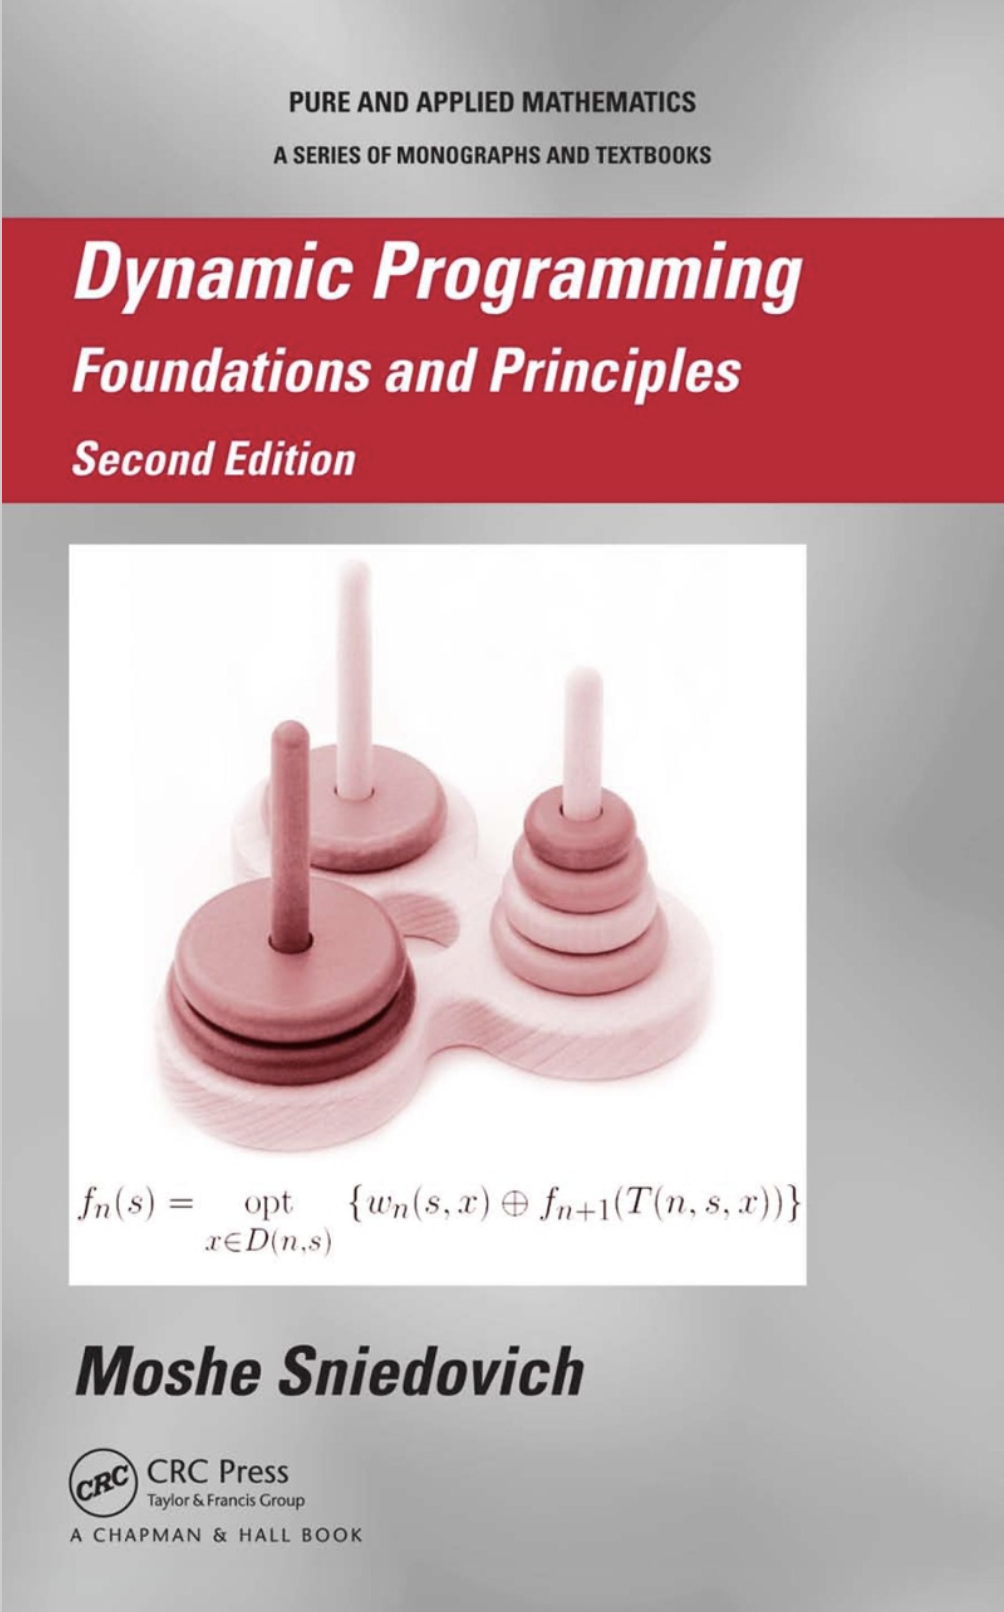 PURE AND APPLIED MATHEMATICS
A SERIES OF MONOGRAPHS AND TEXTBOOKS
Dynamic Programming
Foundations and Principles
Second Edition
fn(s) = opt {wn(s, x) ⊕ fn+1(T(n, s, x))}
x∈D(n,s)
Moshe Sniedovich
CRC CRC Press
Taylor & Francis Group
A CHAPMAN & HALL BOOK